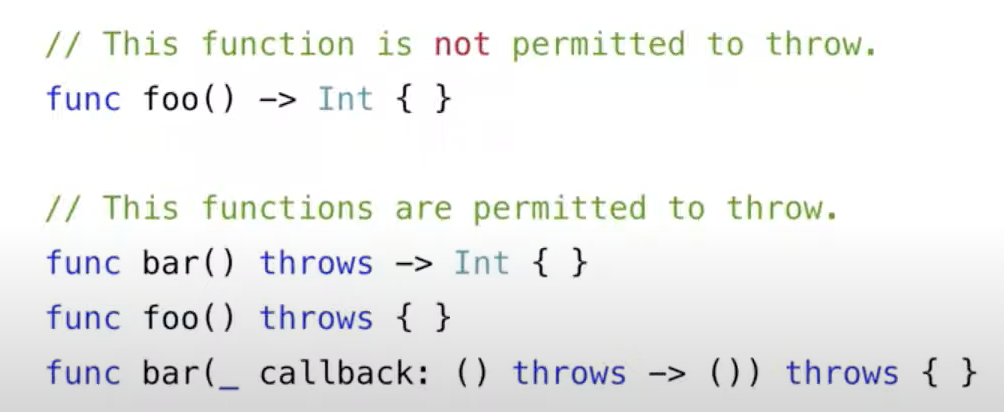 // This function is not permitted to throw.
func foo() -> Int { }
// This functions are permitted to throw.
func bar() throws -> Int { }
func foo() throws { }
func bar(_ callback: () throws -> ()) throws { }